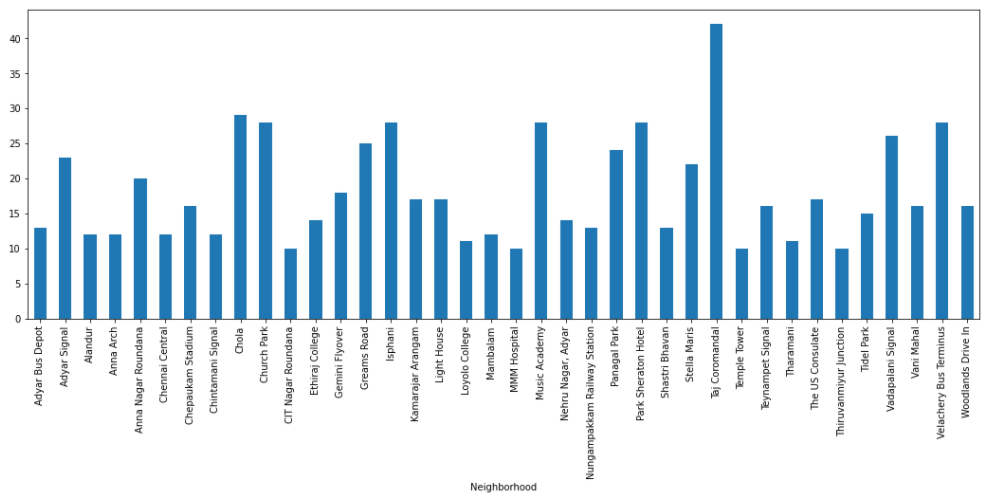 40
35
30
25
20
15
10
5
0
Adyar Bus Depot
Adyar Signal
Alandur
Anna Arch
Anna Nagar Roundana
Chennai Central
Chepaukam Stadium
Chintamani Signal
Chola
Church Park
CIT Nagar Roundana
Ethiraj College
Gemini Flyover
Greams Road
Isphani
Kamarajar Arangam
Light House
Loyolo College
Mambalam
MMM Hospital
Music Academy
Nehru Nagar, Adyar
Nungampakkam Railway Station
Panagal Park
Park Sheraton Hotel
Shastri Bhavan
Stella Maris
Taj Coromandal
Temple Tower
Teynampet Signal
Tharamani
The US Consulate
Thiruvanmiyur Junction
Tidel Park
Vadapalani Signal
Vani Mahal
Velachery Bus Terminus
Woodlands Drive In
Neighborhood